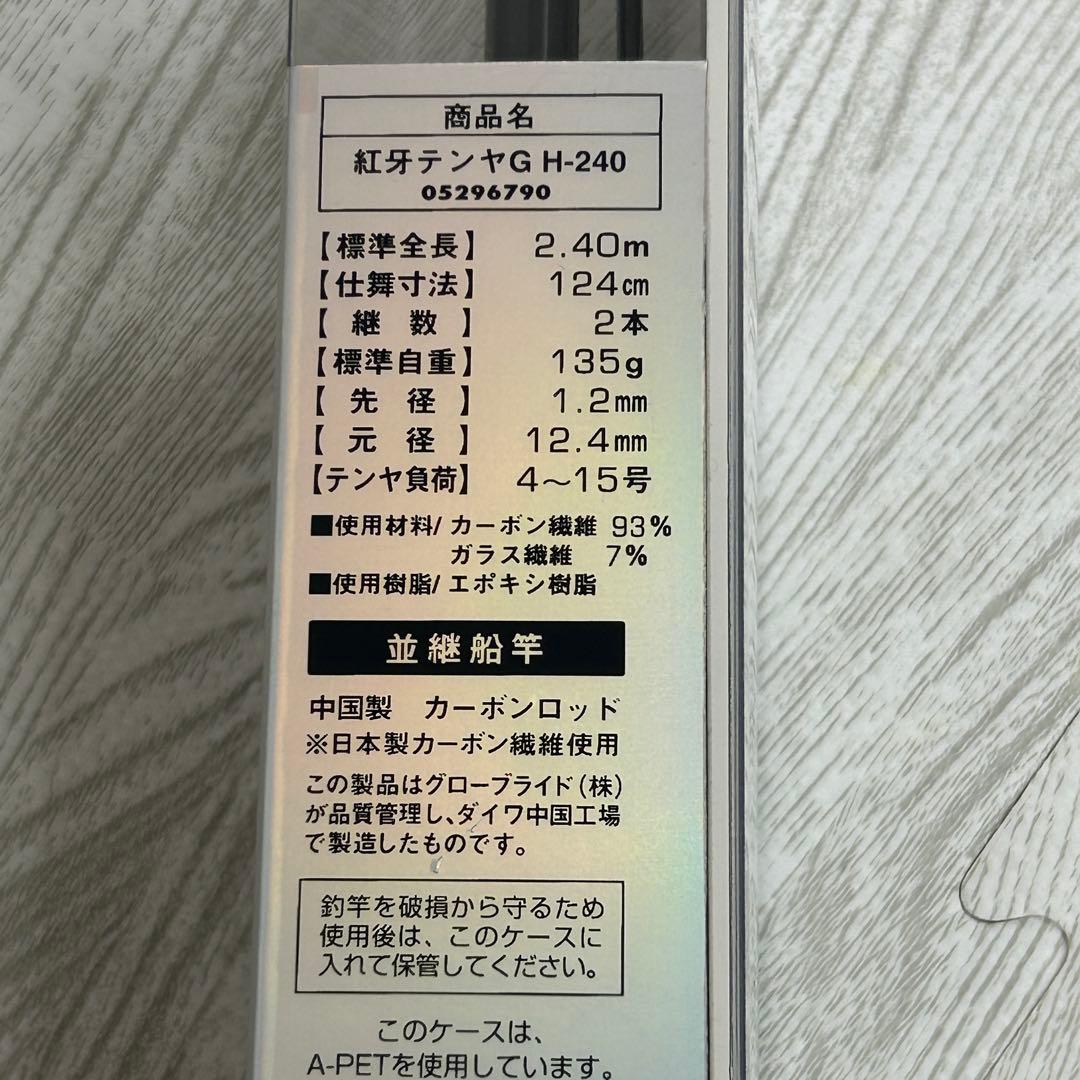 商品名
紅牙テンヤG H-240
05296790
【標準全長】 2.40m
【仕舞寸法】 124cm
【継数】 2本
【標準自重】 135g
【先径】 1.2mm
【元径】 12.4mm
【テンヤ負荷】 4〜15号
■使用材料/カーボン繊維 93%
ガラス繊維 7%
■使用樹脂/エポキシ樹脂
並継船竿
中国製 カーボンロッド
※日本製カーボン繊維使用
この製品はグローブライド(株)
が品質管理し、ダイワ中国工場
で製造したものです。
釣竿を破損から守るため
使用後は、このケースに
入れて保管してください。
このケースは、
A-PETを使用しています。